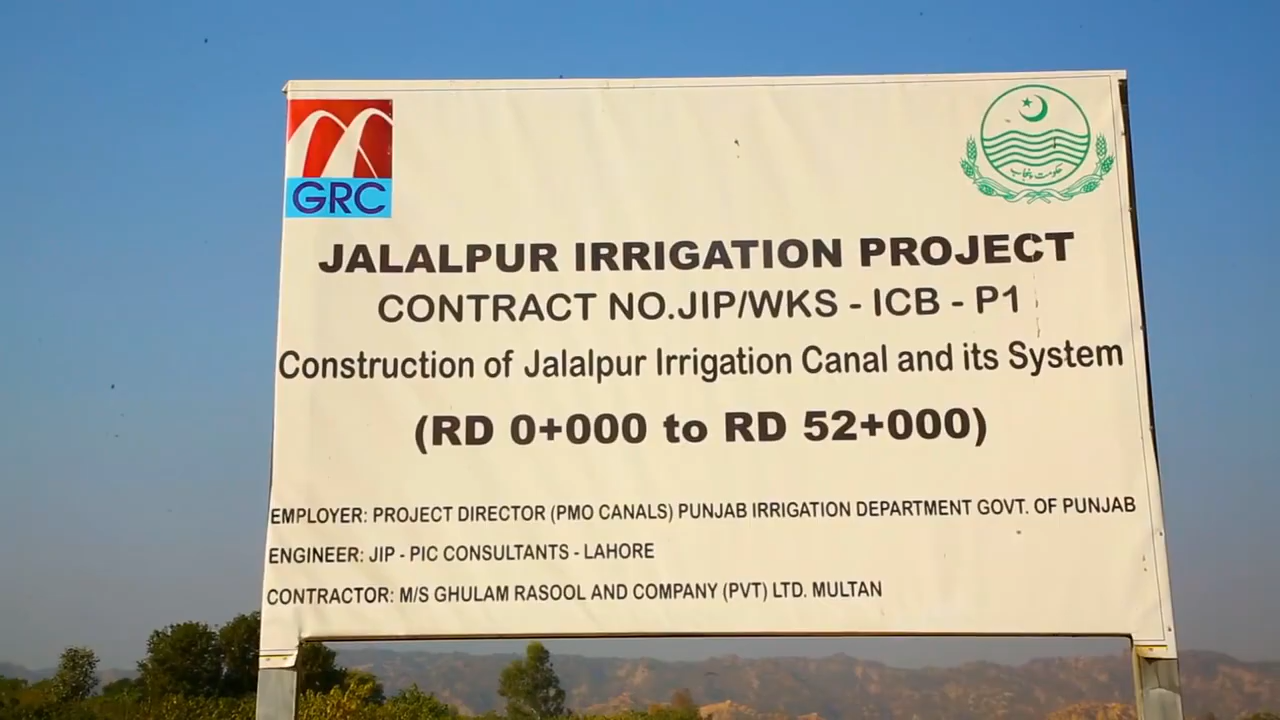 GRC
حکومت پنجاب
JALALPUR IRRIGATION PROJECT
CONTRACT NO.JIP/WKS - ICB - P1
Construction of Jalalpur Irrigation Canal and its System
(RD 0+000 to RD 52+000)
EMPLOYER: PROJECT DIRECTOR (PMO CANALS) PUNJAB IRRIGATION DEPARTMENT GOVT. OF PUNJAB
ENGINEER: JIP - PIC CONSULTANTS - LAHORE
CONTRACTOR: M/S GHULAM RASOOL AND COMPANY (PVT) LTD. MULTAN